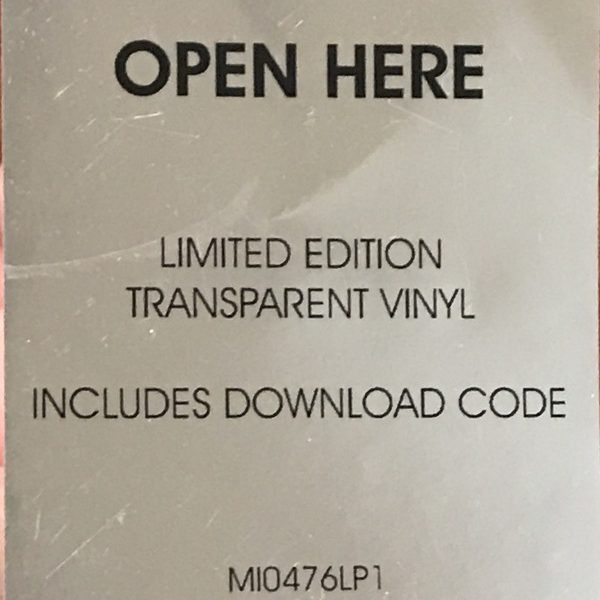 OPEN HERE
LIMITED EDITION
TRANSPARENT VINYL
INCLUDES DOWNLOAD CODE
MI0476LP1